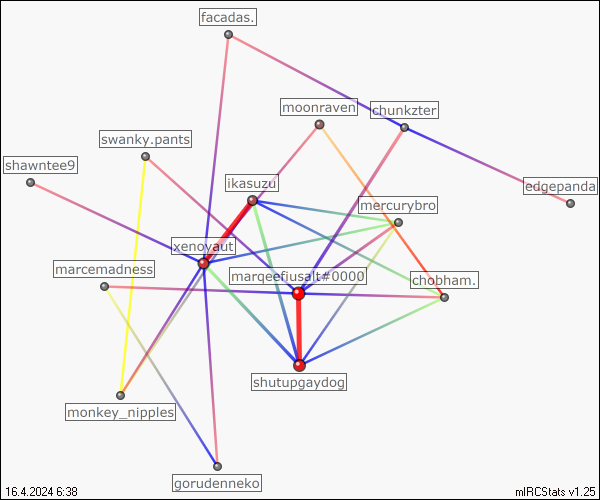 facadas.
moonraven
chunkzter
swanky.pants
shawntee9
ikasuzu
edgepanda
mercurybro
xenoyaut
marcemadness
marqeefiusalt#0000
chobham.
shutupgaydog
monkey_nipples
gorudenneko
16.4.2024 6:38
mIRCStats v1.25